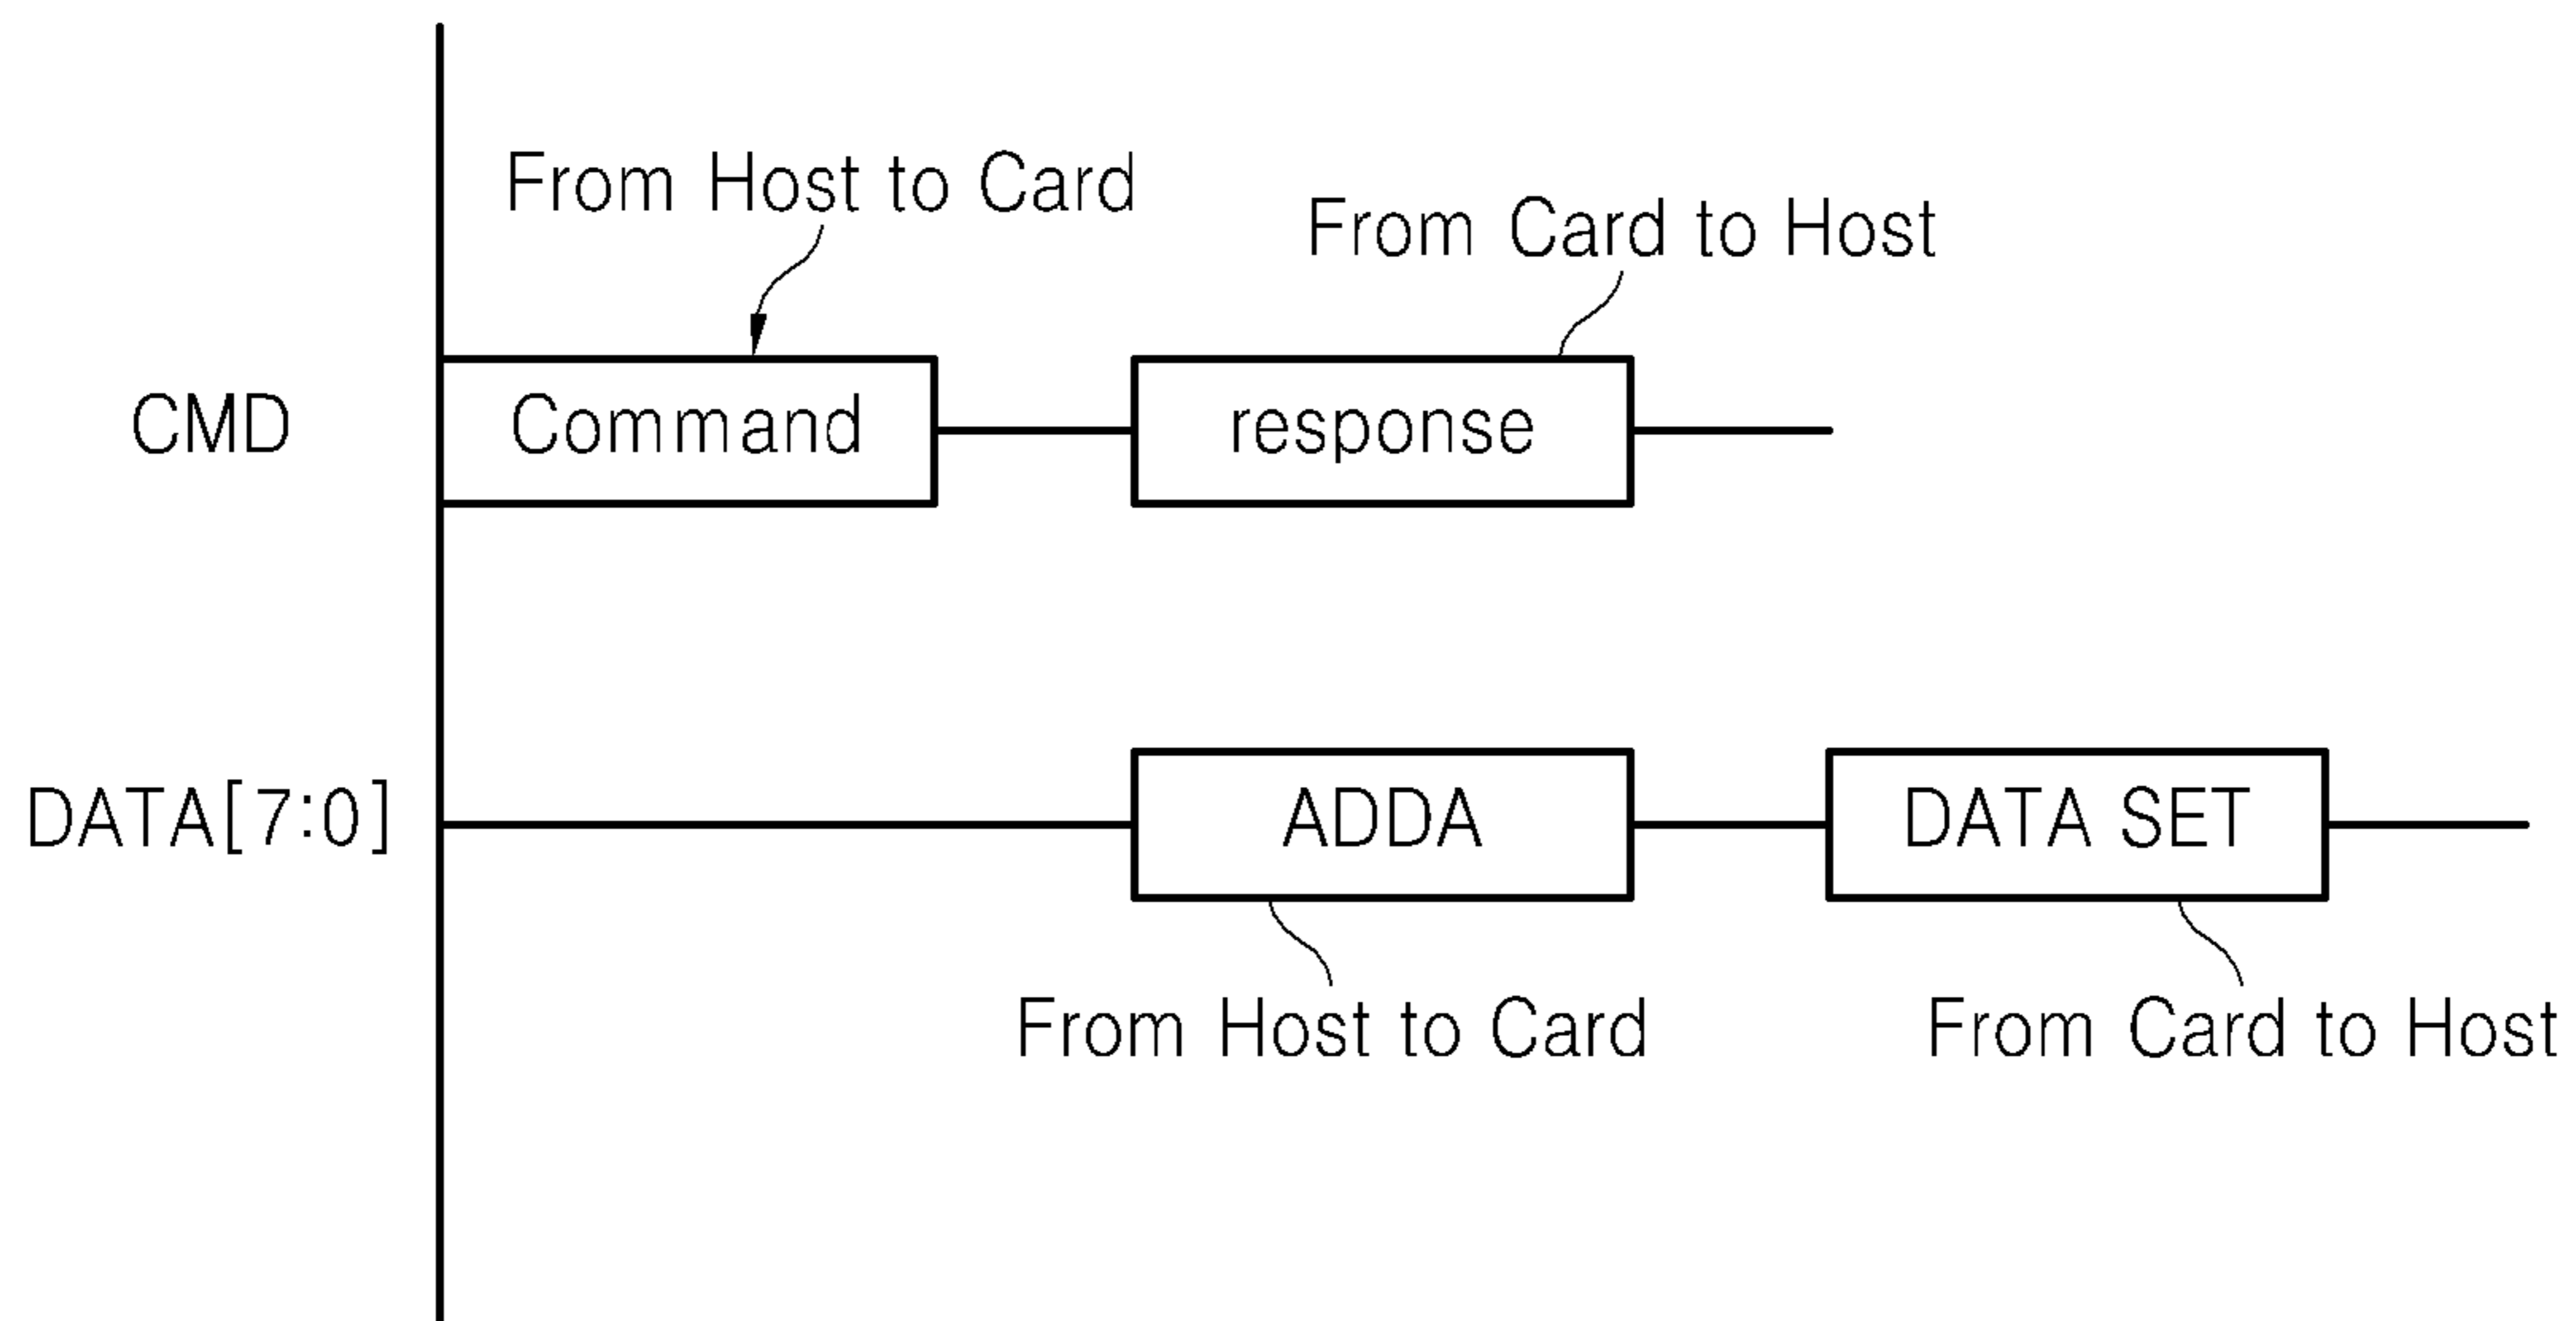 From Host to Card
From Card to Host
CMD
Command
response
DATA[7:0]
ADDA
DATA SET
From Host to Card
From Card to Host